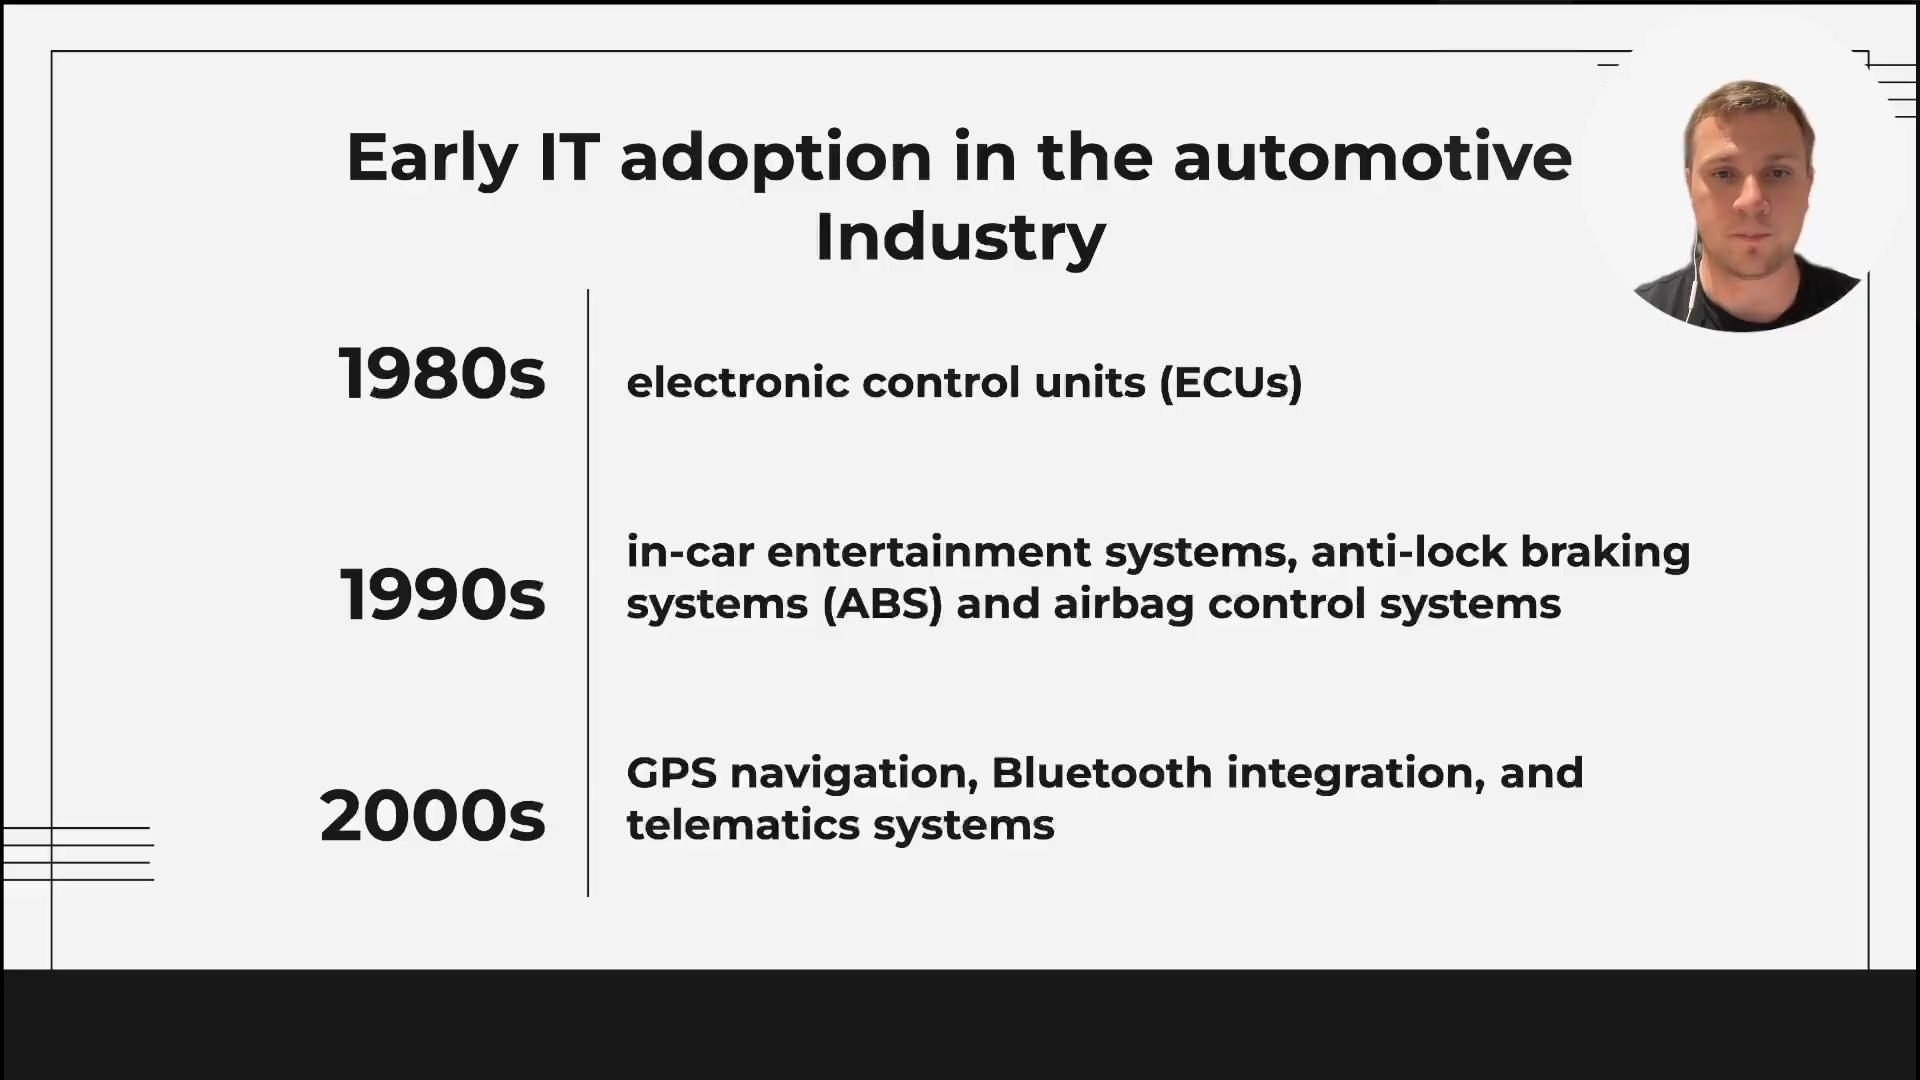 Early IT adoption in the automotive
Industry
1980s
electronic control units (ECUs)
1990s
in-car entertainment systems, anti-lock braking
systems (ABS) and airbag control systems
2000s
GPS navigation, Bluetooth integration, and
telematics systems